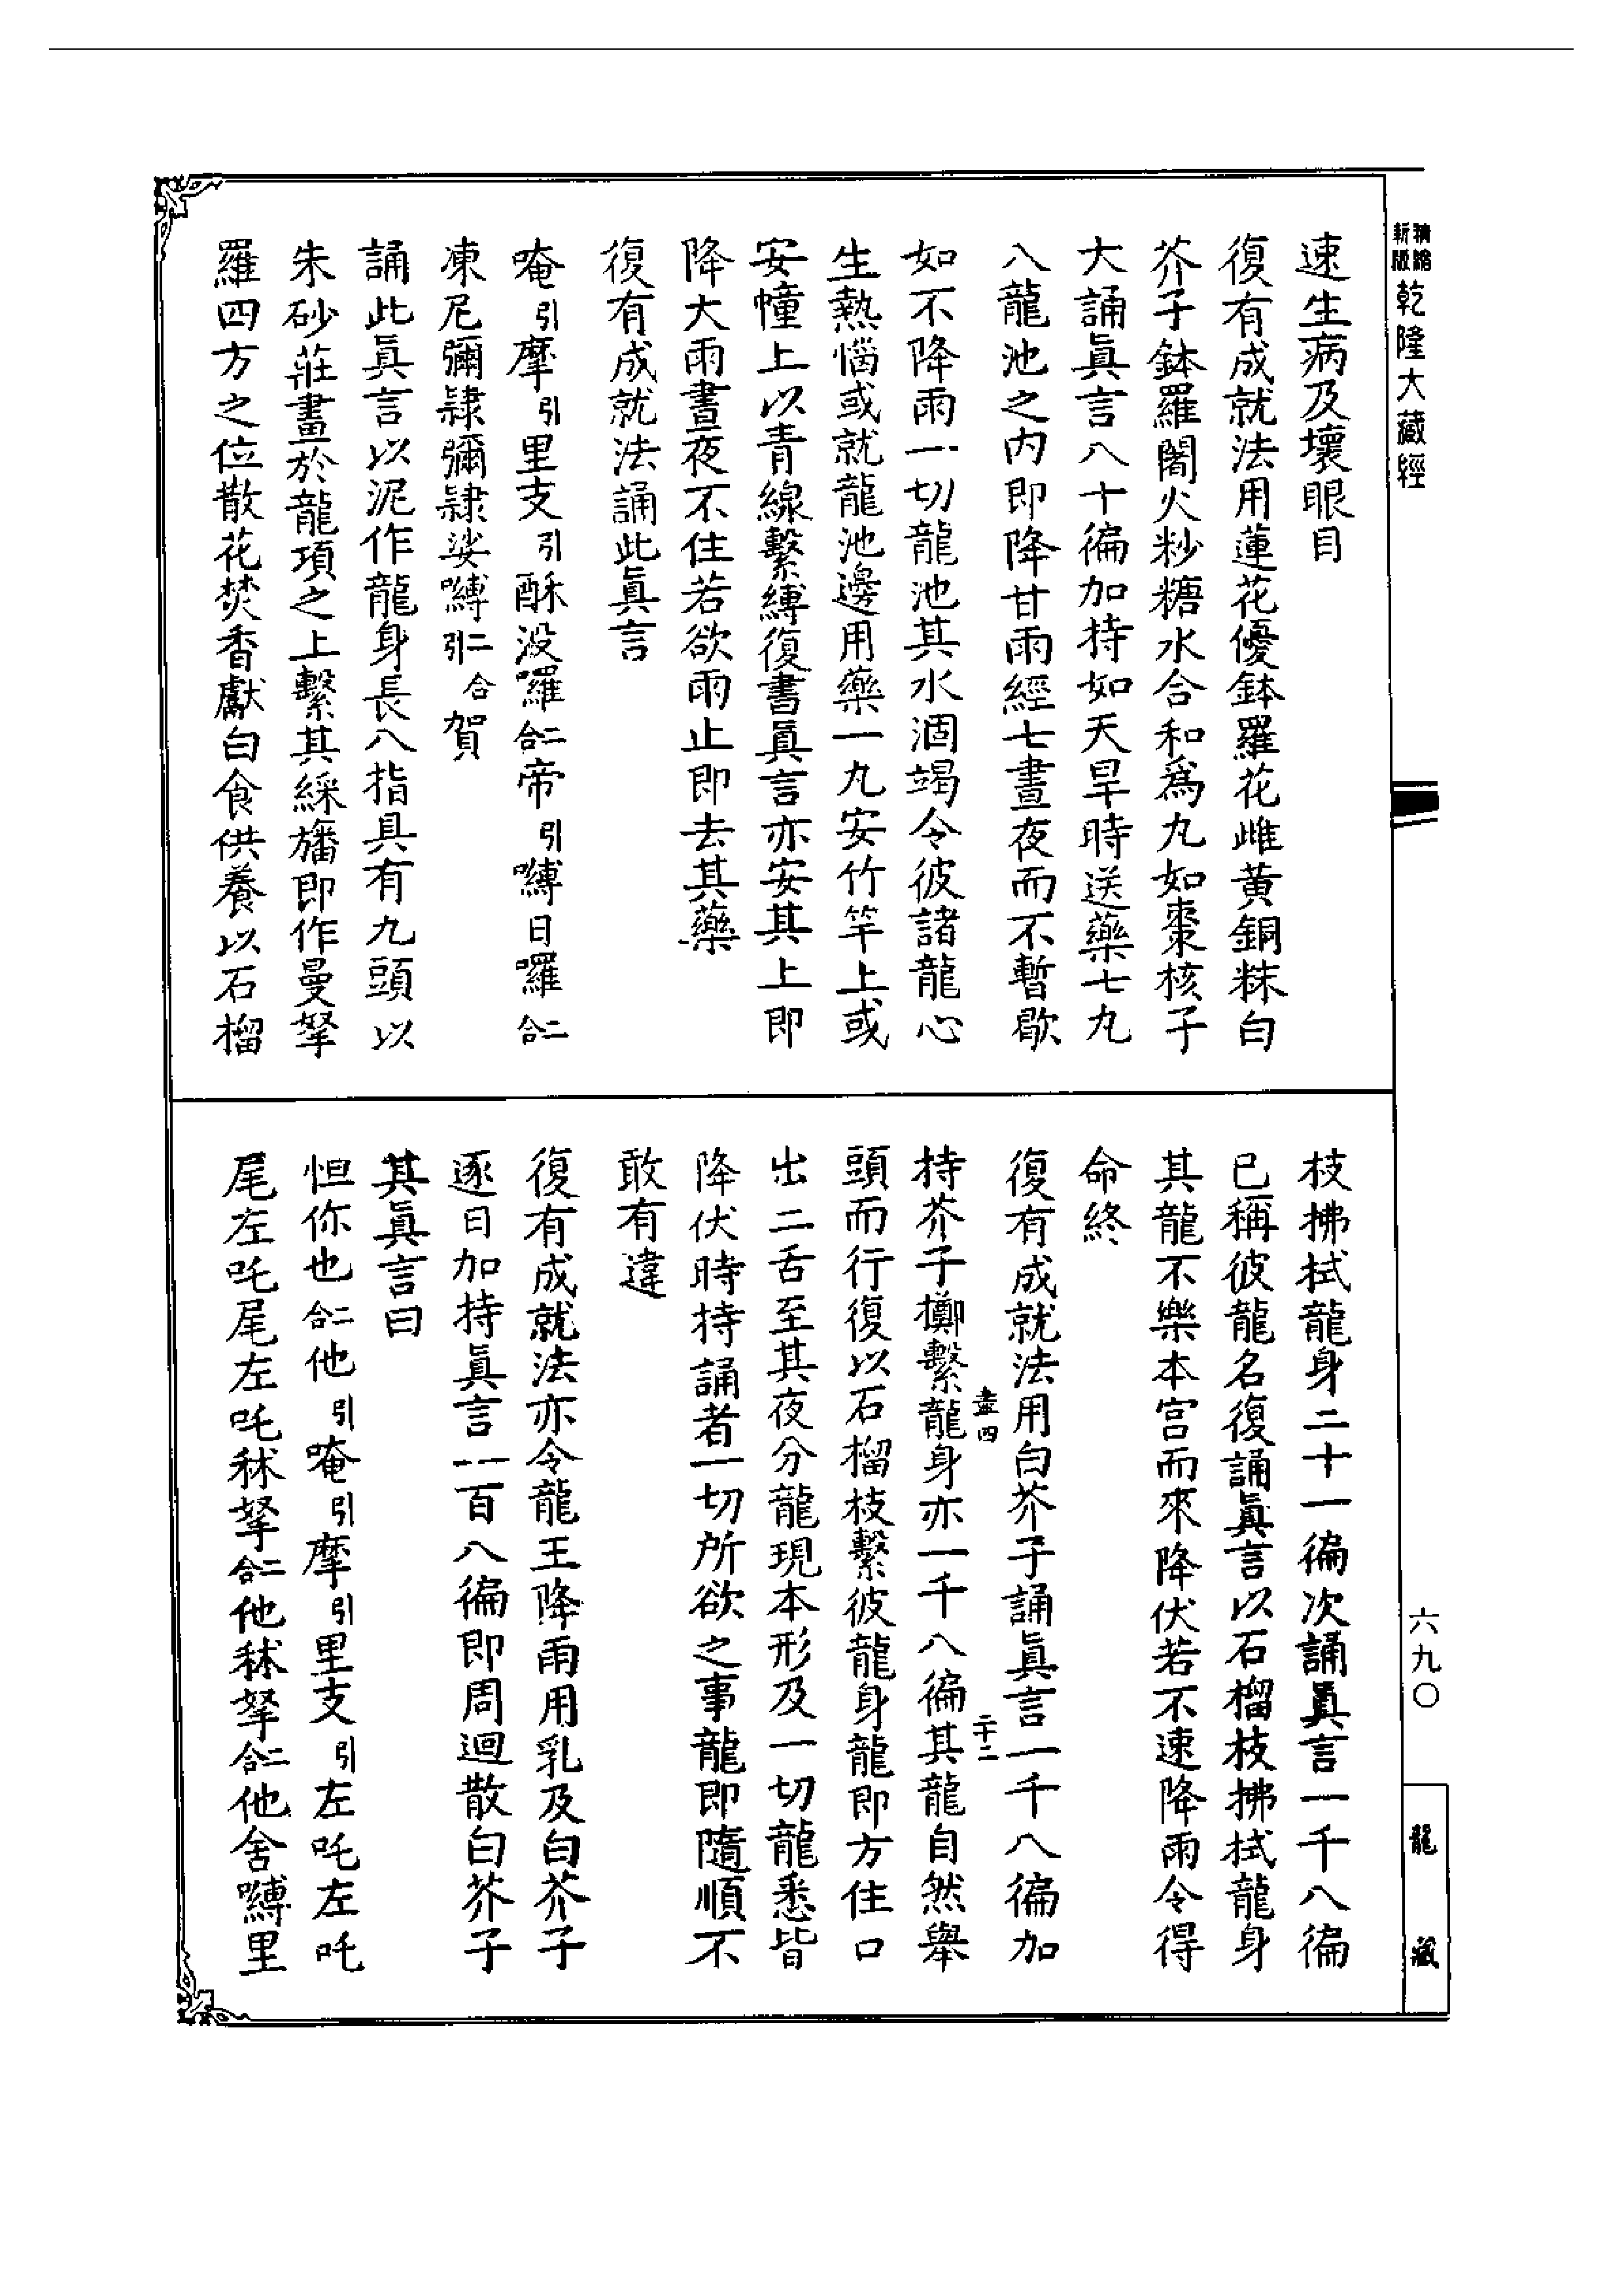 精縮新版乾隆大藏經
速生病及壞眼目
復有成就法用蓮花優鉢羅花雌黄銅粖白
芥子鉢羅闍火粆糖水合和爲九如棗核子
大誦眞言八十徧加持如天旱時送藥七九
八龍池之内即降甘雨經七晝夜而不暫歇
如不降雨一切龍池其水涸竭令彼諸龍心
生熱惱或就龍池邊用藥一九安竹竿上或
安幢上以青線繫縛復書眞言亦安其上即
降大雨晝夜不住若欲雨止即去其藥
復有成就法誦此眞言
唵引摩引里支引酥沒囉二合帝引嚩日囉二合
凍尼彌隷彌隷娑嚩二合引賀
誦此眞言以泥作龍身長八指具有九頭以
朱砂莊畫於龍項之上繫其綵旛即作曼拏
羅四方之位散花焚香獻白食供養以石榴
枝拂拭龍身二十一徧次誦眞言一千八徧
已稱彼龍名復誦眞言以石榴枝拂拭龍身
其龍不樂本宫而來降伏若不速降雨令得
命終
復有成就法用白芥子誦眞言一千八徧加
盡四 二十二
持芥子擲繫龍身亦一千八徧其龍自然舉
頭而行復以石榴枝繫彼龍身龍即方住口
出二舌至其夜分龍現本形及一切龍悉皆
降伏時持誦者一切所欲之事龍即隨順不
敢有違
復有成就法亦令龍王降雨用乳及白芥子
逐日加持眞言一百八徧即周迴散白芥子
其眞言曰
怛你也二合他引唵引摩引里支引左吒左吒
尾左吒尾左吒秫拏二合他秫拏二合他舍嚩里
六九〇
龍藏